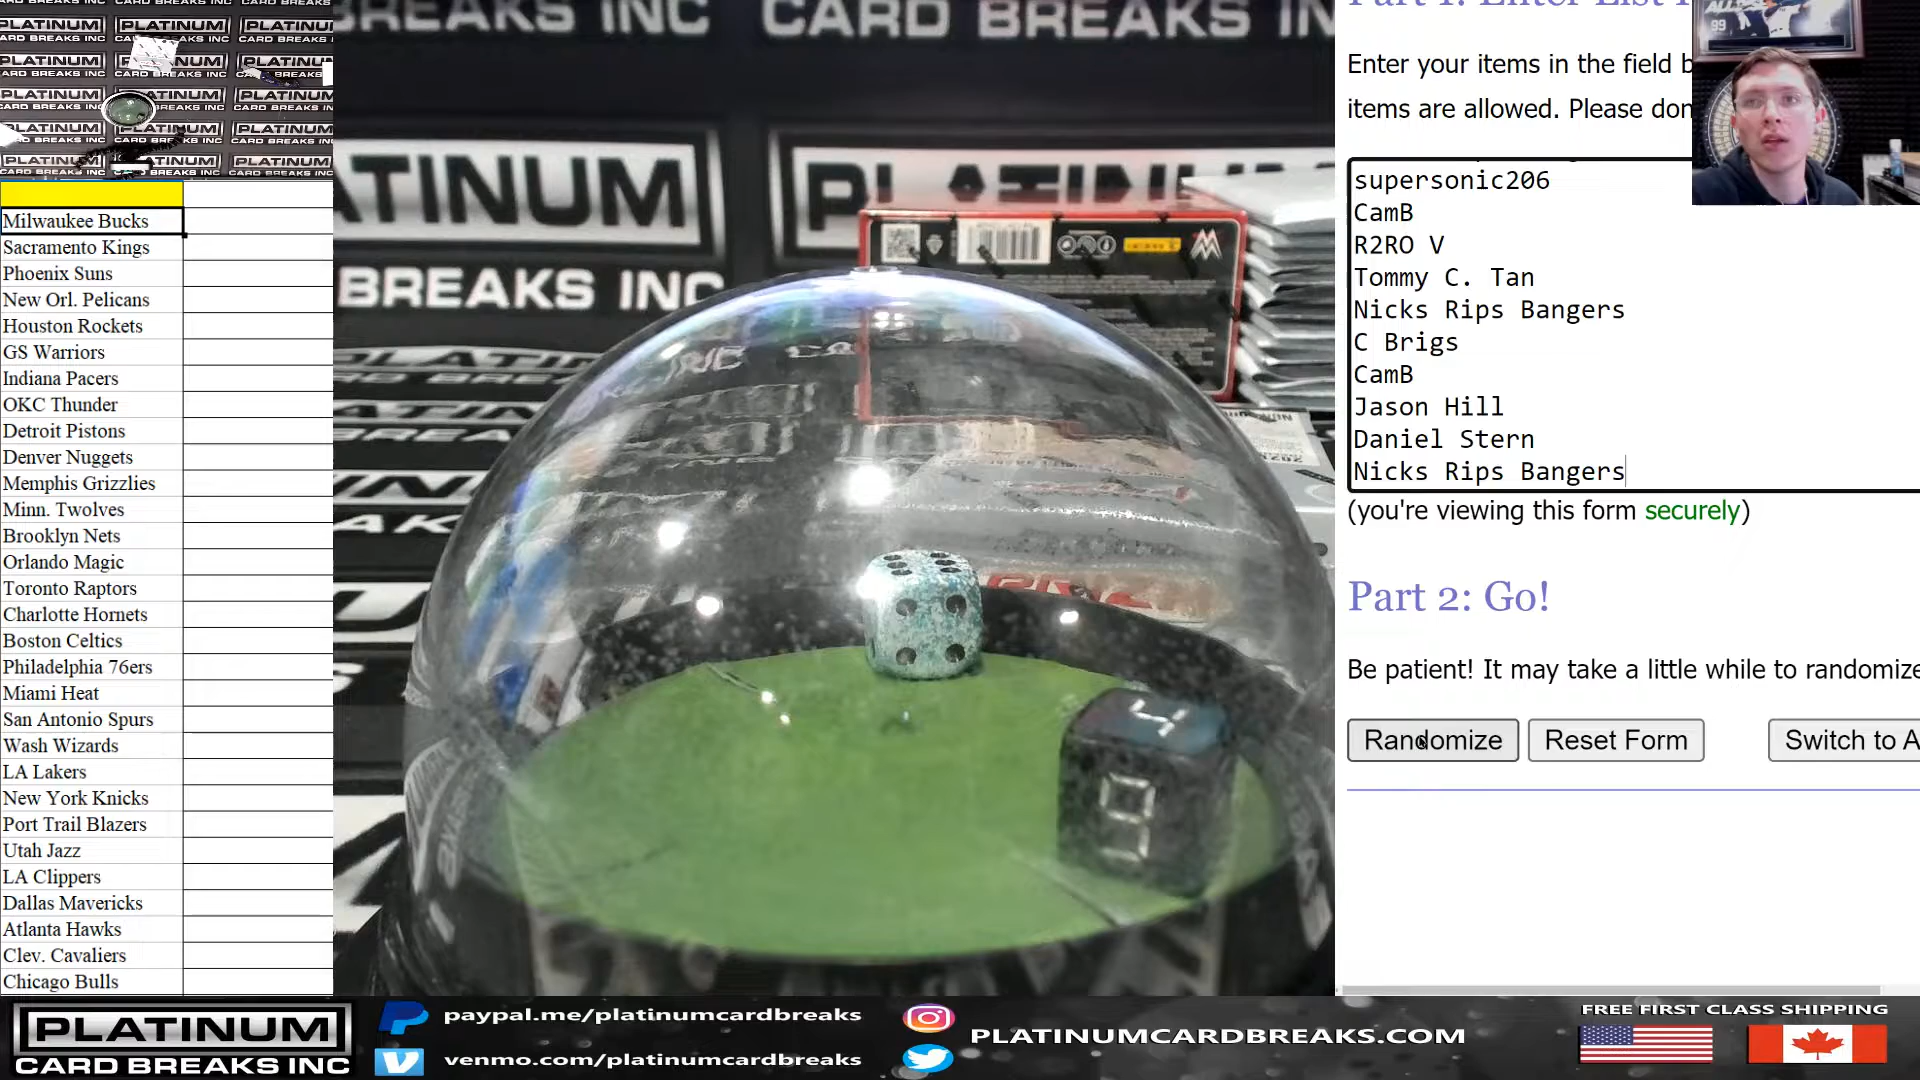 BREAKS INC
CARD BREAKS IN
PLATINUM
CARD BREAKS INC
Milwaukee Bucks
Sacramento Kings
Phoenix Suns
New Orl. Pelicans
Houston Rockets
GS Warriors
Indiana Pacers
OKC Thunder
Detroit Pistons
Denver Nuggets
Memphis Grizzlies
Minn. Twolves
Brooklyn Nets
Orlando Magic
Toronto Raptors
Charlotte Hornets
Boston Celtics
Philadelphia 76ers
Miami Heat
San Antonio Spurs
Wash Wizards
LA Lakers
New York Knicks
Port Trail Blazers
Utah Jazz
LA Clippers
Dallas Mavericks
Atlanta Hawks
Clev. Cavaliers
Chicago Bulls
ATINUM
BREAKS INC
4
Enter your items in the field b
items are allowed. Please don
99
supersonic206
CamB
R2RO V
Tommy C. Tan
Nicks Rips Bangers
C Brigs
CamB
Jason Hill
Daniel Stern
Nicks Rips Bangers
(you're viewing this form securely)
Part 2: Go!
Be patient! It may take a little while to randomize
Randomize
Reset Form
Switch to A
PLATINUM
CARD BREAKS INC
paypal.me/platinumcardbreaks
venmo.com/platinumcardbreaks
PLATINUMCARDBREAKS.COM
FREE FIRST CLASS SHIPPING